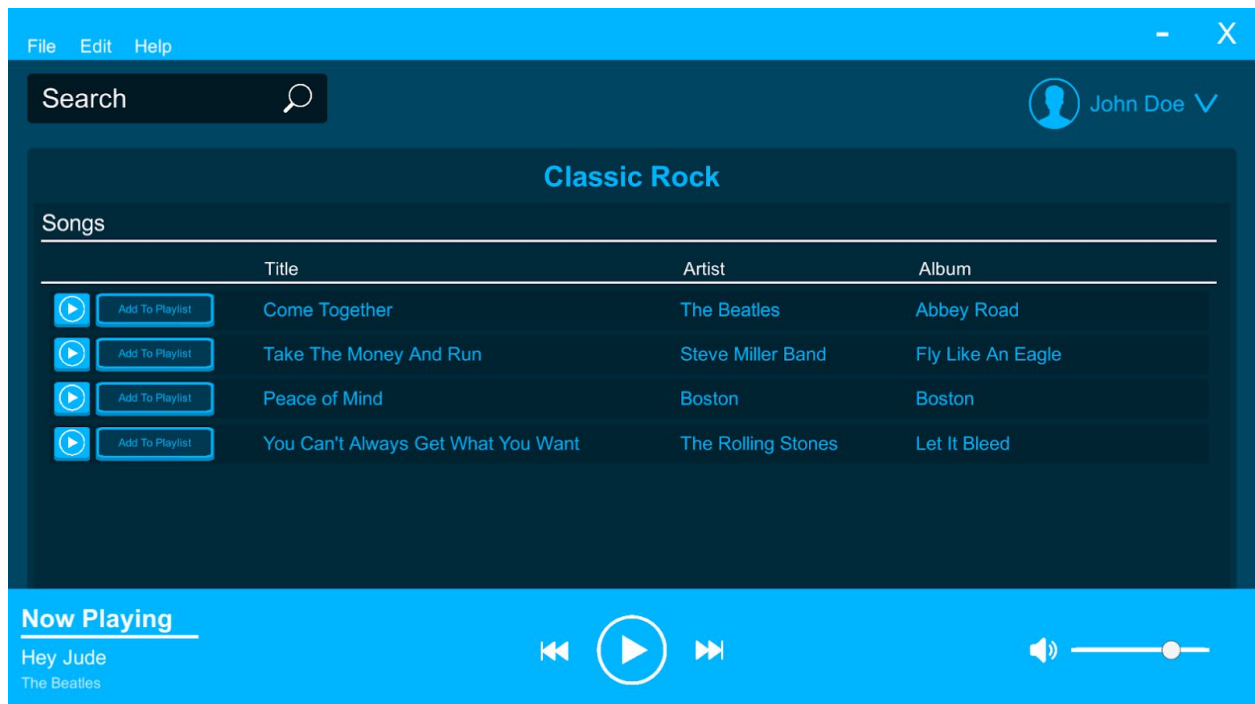 File Edit Help - X
Search
John Doe
Classic Rock
Songs
Title Artist Album
Add To Playlist Come Together The Beatles Abbey Road
Add To Playlist Take The Money And Run Steve Miller Band Fly Like An Eagle
Add To Playlist Peace of Mind Boston Boston
Add To Playlist You Can't Always Get What You Want The Rolling Stones Let It Bleed
Now Playing
Hey Jude
The Beatles